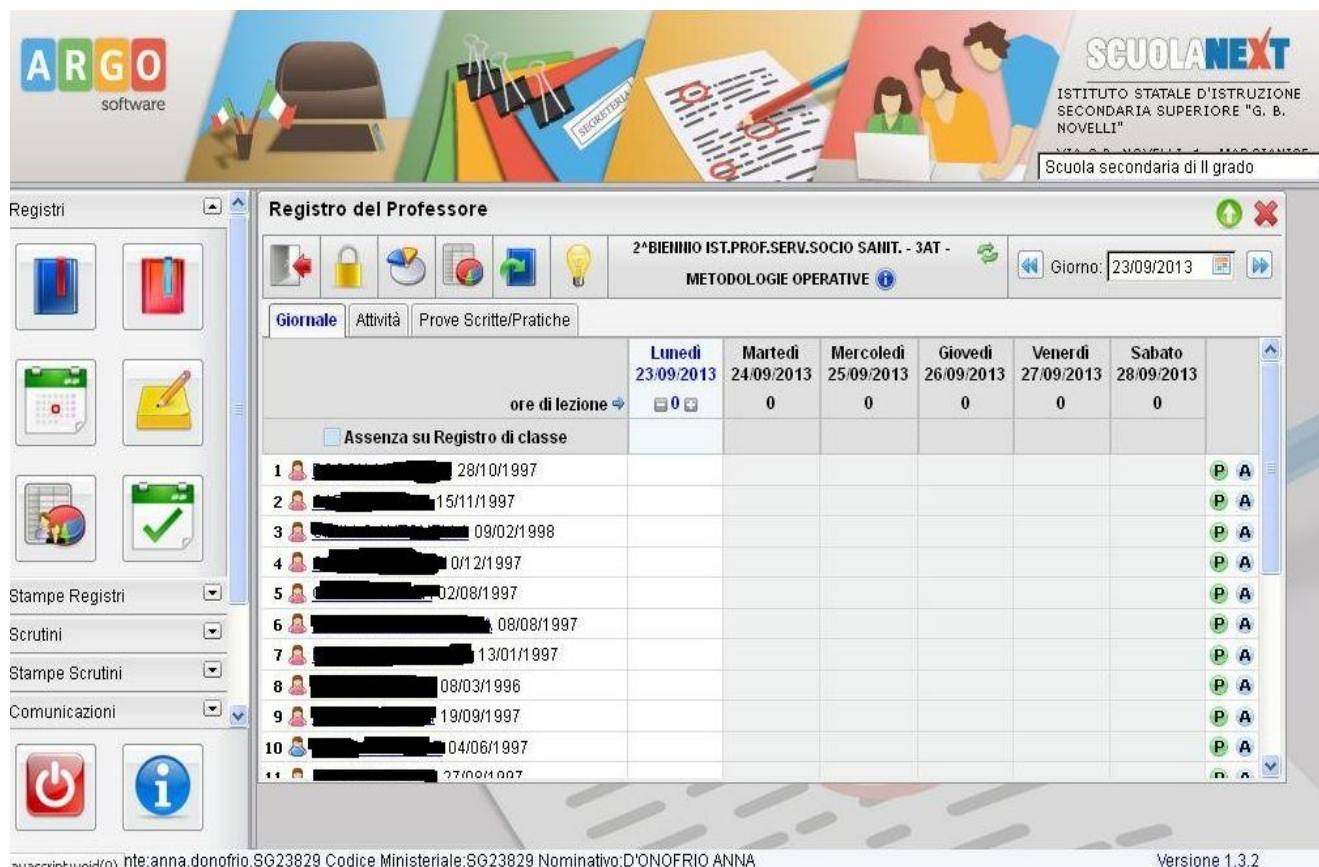 ARGO
software
SEGRETERIA
SCUOLANEXT
ISTITUTO STATALE D'ISTRUZIONE
SECONDARIA SUPERIORE "G. B.
NOVELLI"
Scuola secondaria di II grado
Registri
Registro del Professore
2^BIENNIO IST.PROF.SERV.SOCIO SANIT. - 3AT -
METODOLOGIE OPERATIVE
Giorno: 23/09/2013
Giornale Attività Prove Scritte/Pratiche
Lunedì Martedì Mercoledì Giovedì Venerdì Sabato
23/09/2013 24/09/2013 25/09/2013 26/09/2013 27/09/2013 28/09/2013
ore di lezione 0 0 0 0 0 0
Assenza su Registro di classe
1 28/10/1997 P A
2 15/11/1997 P A
3 09/02/1998 P A
4 0/12/1997 P A
5 02/08/1997 P A
6 08/08/1997 P A
7 13/01/1997 P A
8 08/03/1996 P A
9 19/09/1997 P A
10 04/06/1997 P A
11
Stampe Registri
Scrutini
Stampe Scrutini
Comunicazioni
nte:anna.donofrio.SG23829 Codice Ministeriale:SG23829 Nominativo:D'ONOFRIO ANNA
Versione 1.3.2